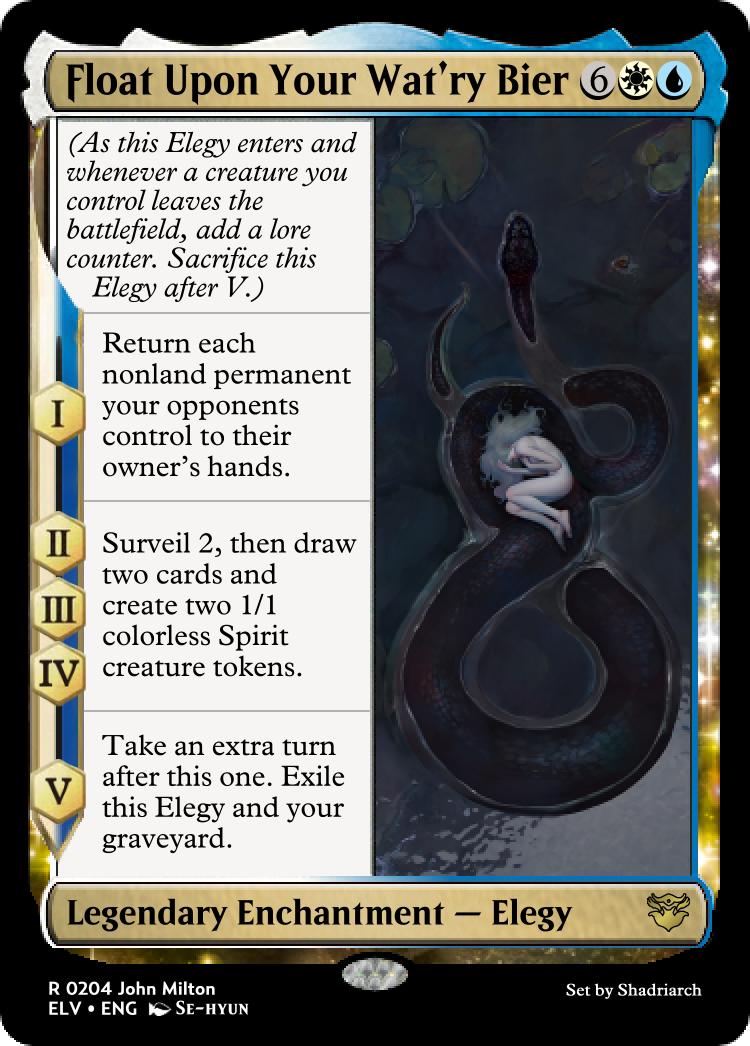 Float Upon Your Wat'ry Bier 6
(As this Elegy enters and
whenever a creature you
control leaves the
battlefield, add a lore
counter. Sacrifice this
Elegy after V.)
I
Return each
nonland permanent
your opponents
control to their
owner's hands.
II
III
IV
Surveil 2, then draw
two cards and
create two 1/1
colorless Spirit
creature tokens.
V
Take an extra turn
after this one. Exile
this Elegy and your
graveyard.
Legendary Enchantment — Elegy
R 0204 John Milton
ELV • ENG SE-HYUN
Set by Shadriarch